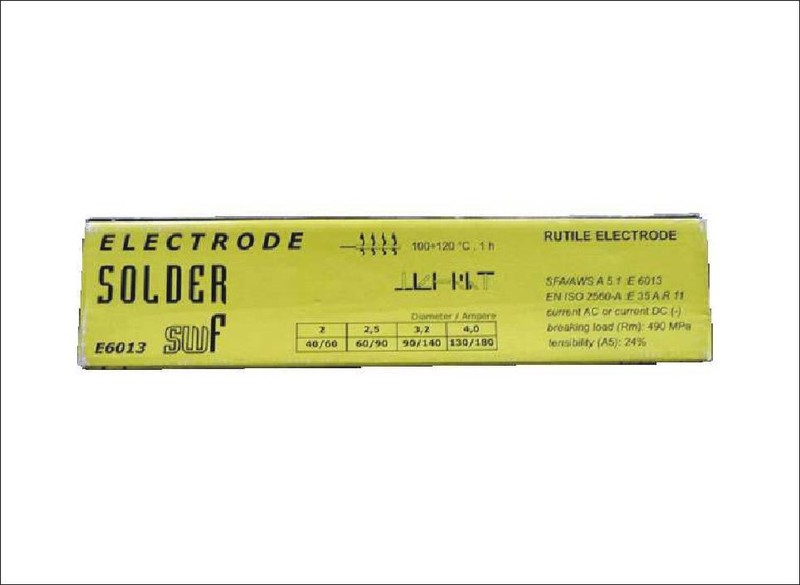 ELECTRODE
SOLDER
E6013 swf
100÷120 °C . 1 h
Diameter / Ampere
2 2,5 3,2 4,0
40/60 60/90 90/140 130/180
RUTILE ELECTRODE
SFA/AWS A 5.1 :E 6013
EN ISO 2560-A :E 35 A R 11
current AC or current DC (-)
breaking load (Rm): 490 MPa
tensibility (A5): 24%